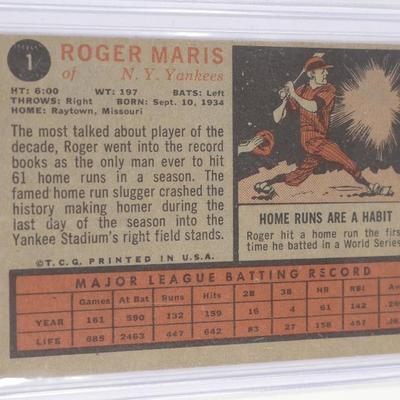 1
ROGER MARIS
of N. Y. Yankees
HT: 6:00 WT: 197 BATS: Left
THROWS: Right BORN: Sept. 10, 1934
HOME: Raytown, Missouri
The most talked about player of the
decade, Roger went into the record
books as the only man ever to hit
61 home runs in a season. The
famed home run slugger crashed the
history making homer during the
last day of the season into the
Yankee Stadium's right field stands.
©T.C.G. PRINTED IN U.S.A.
HOME RUNS ARE A HABIT
Roger hit a home run the first
time he batted in a World Series
MAJOR LEAGUE BATTING RECORD
Games At Bat Runs Hits 2B 3B HR RBI
YEAR 161 590 132 159 16 4 61 142
LIFE 685 2463 447 642 83 27 158 457